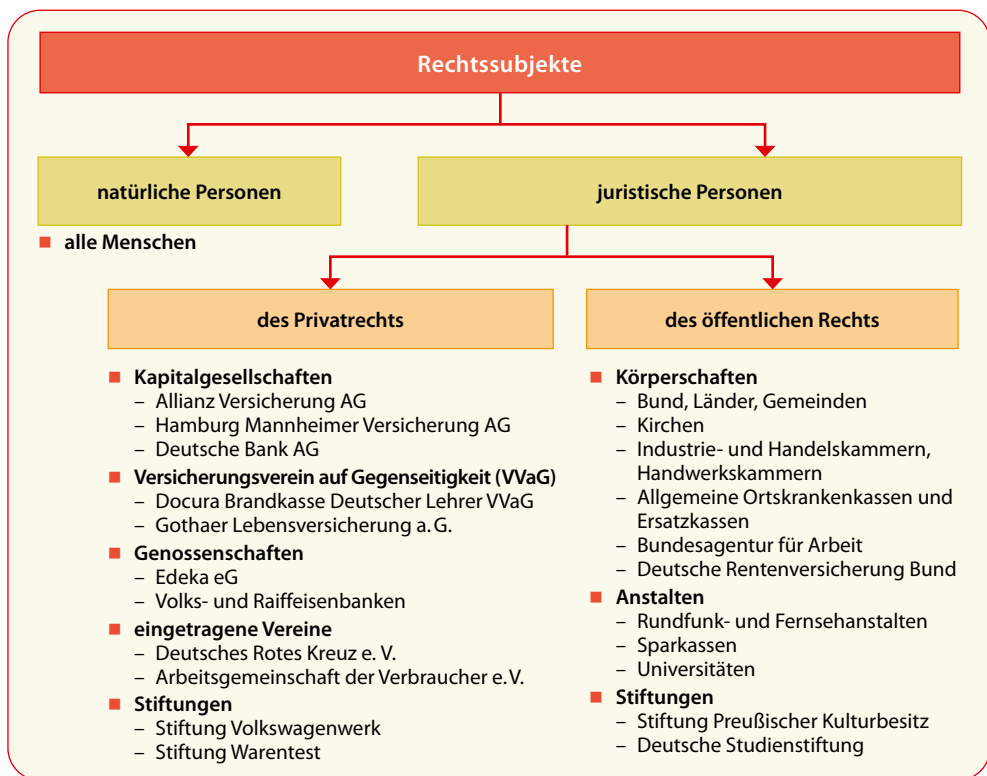 Rechtssubjekte
natürliche Personen
juristische Personen
■ alle Menschen
des Privatrechts
■ Kapitalgesellschaften
– Allianz Versicherung AG
– Hamburg Mannheimer Versicherung AG
– Deutsche Bank AG
■ Versicherungsverein auf Gegenseitigkeit (VVaG)
– Docura Brandkasse Deutscher Lehrer VVaG
– Gothaer Lebensversicherung a. G.
■ Genossenschaften
– Edeka eG
– Volks- und Raiffeisenbanken
■ eingetragene Vereine
– Deutsches Rotes Kreuz e. V.
– Arbeitsgemeinschaft der Verbraucher e. V.
■ Stiftungen
– Stiftung Volkswagenwerk
– Stiftung Warentest
des öffentlichen Rechts
■ Körperschaften
– Bund, Länder, Gemeinden
– Kirchen
– Industrie- und Handelskammern,
Handwerkskammern
– Allgemeine Ortskrankenkassen und
Ersatzkassen
– Bundesagentur für Arbeit
– Deutsche Rentenversicherung Bund
■ Anstalten
– Rundfunk- und Fernsehanstalten
– Sparkassen
– Universitäten
■ Stiftungen
– Stiftung Preußischer Kulturbesitz
– Deutsche Studienstiftung